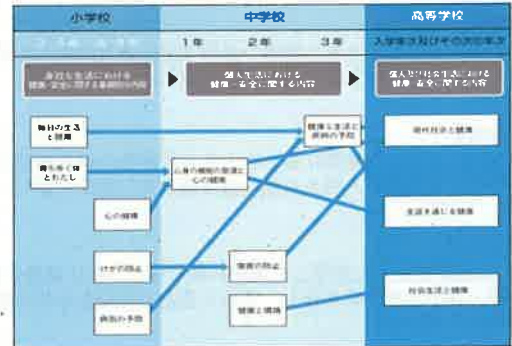 小学校
中学校
高等学校
1年
2年
3年
入学年次及びその次の年次
身近な生活における
健康・安全に関する基礎的な内容
個人生活における
健康・安全に関する内容
個人及び社会生活における
健康・安全に関する内容
毎日の生活
と健康
育ちゆく体
とわたし
心の健康
けがの防止
病気の予防
心身の機能の発達と
心の健康
傷害の防止
健康と環境
健康な生活と
疾病の予防
現代社会と健康
生涯を通じる健康
社会生活と健康